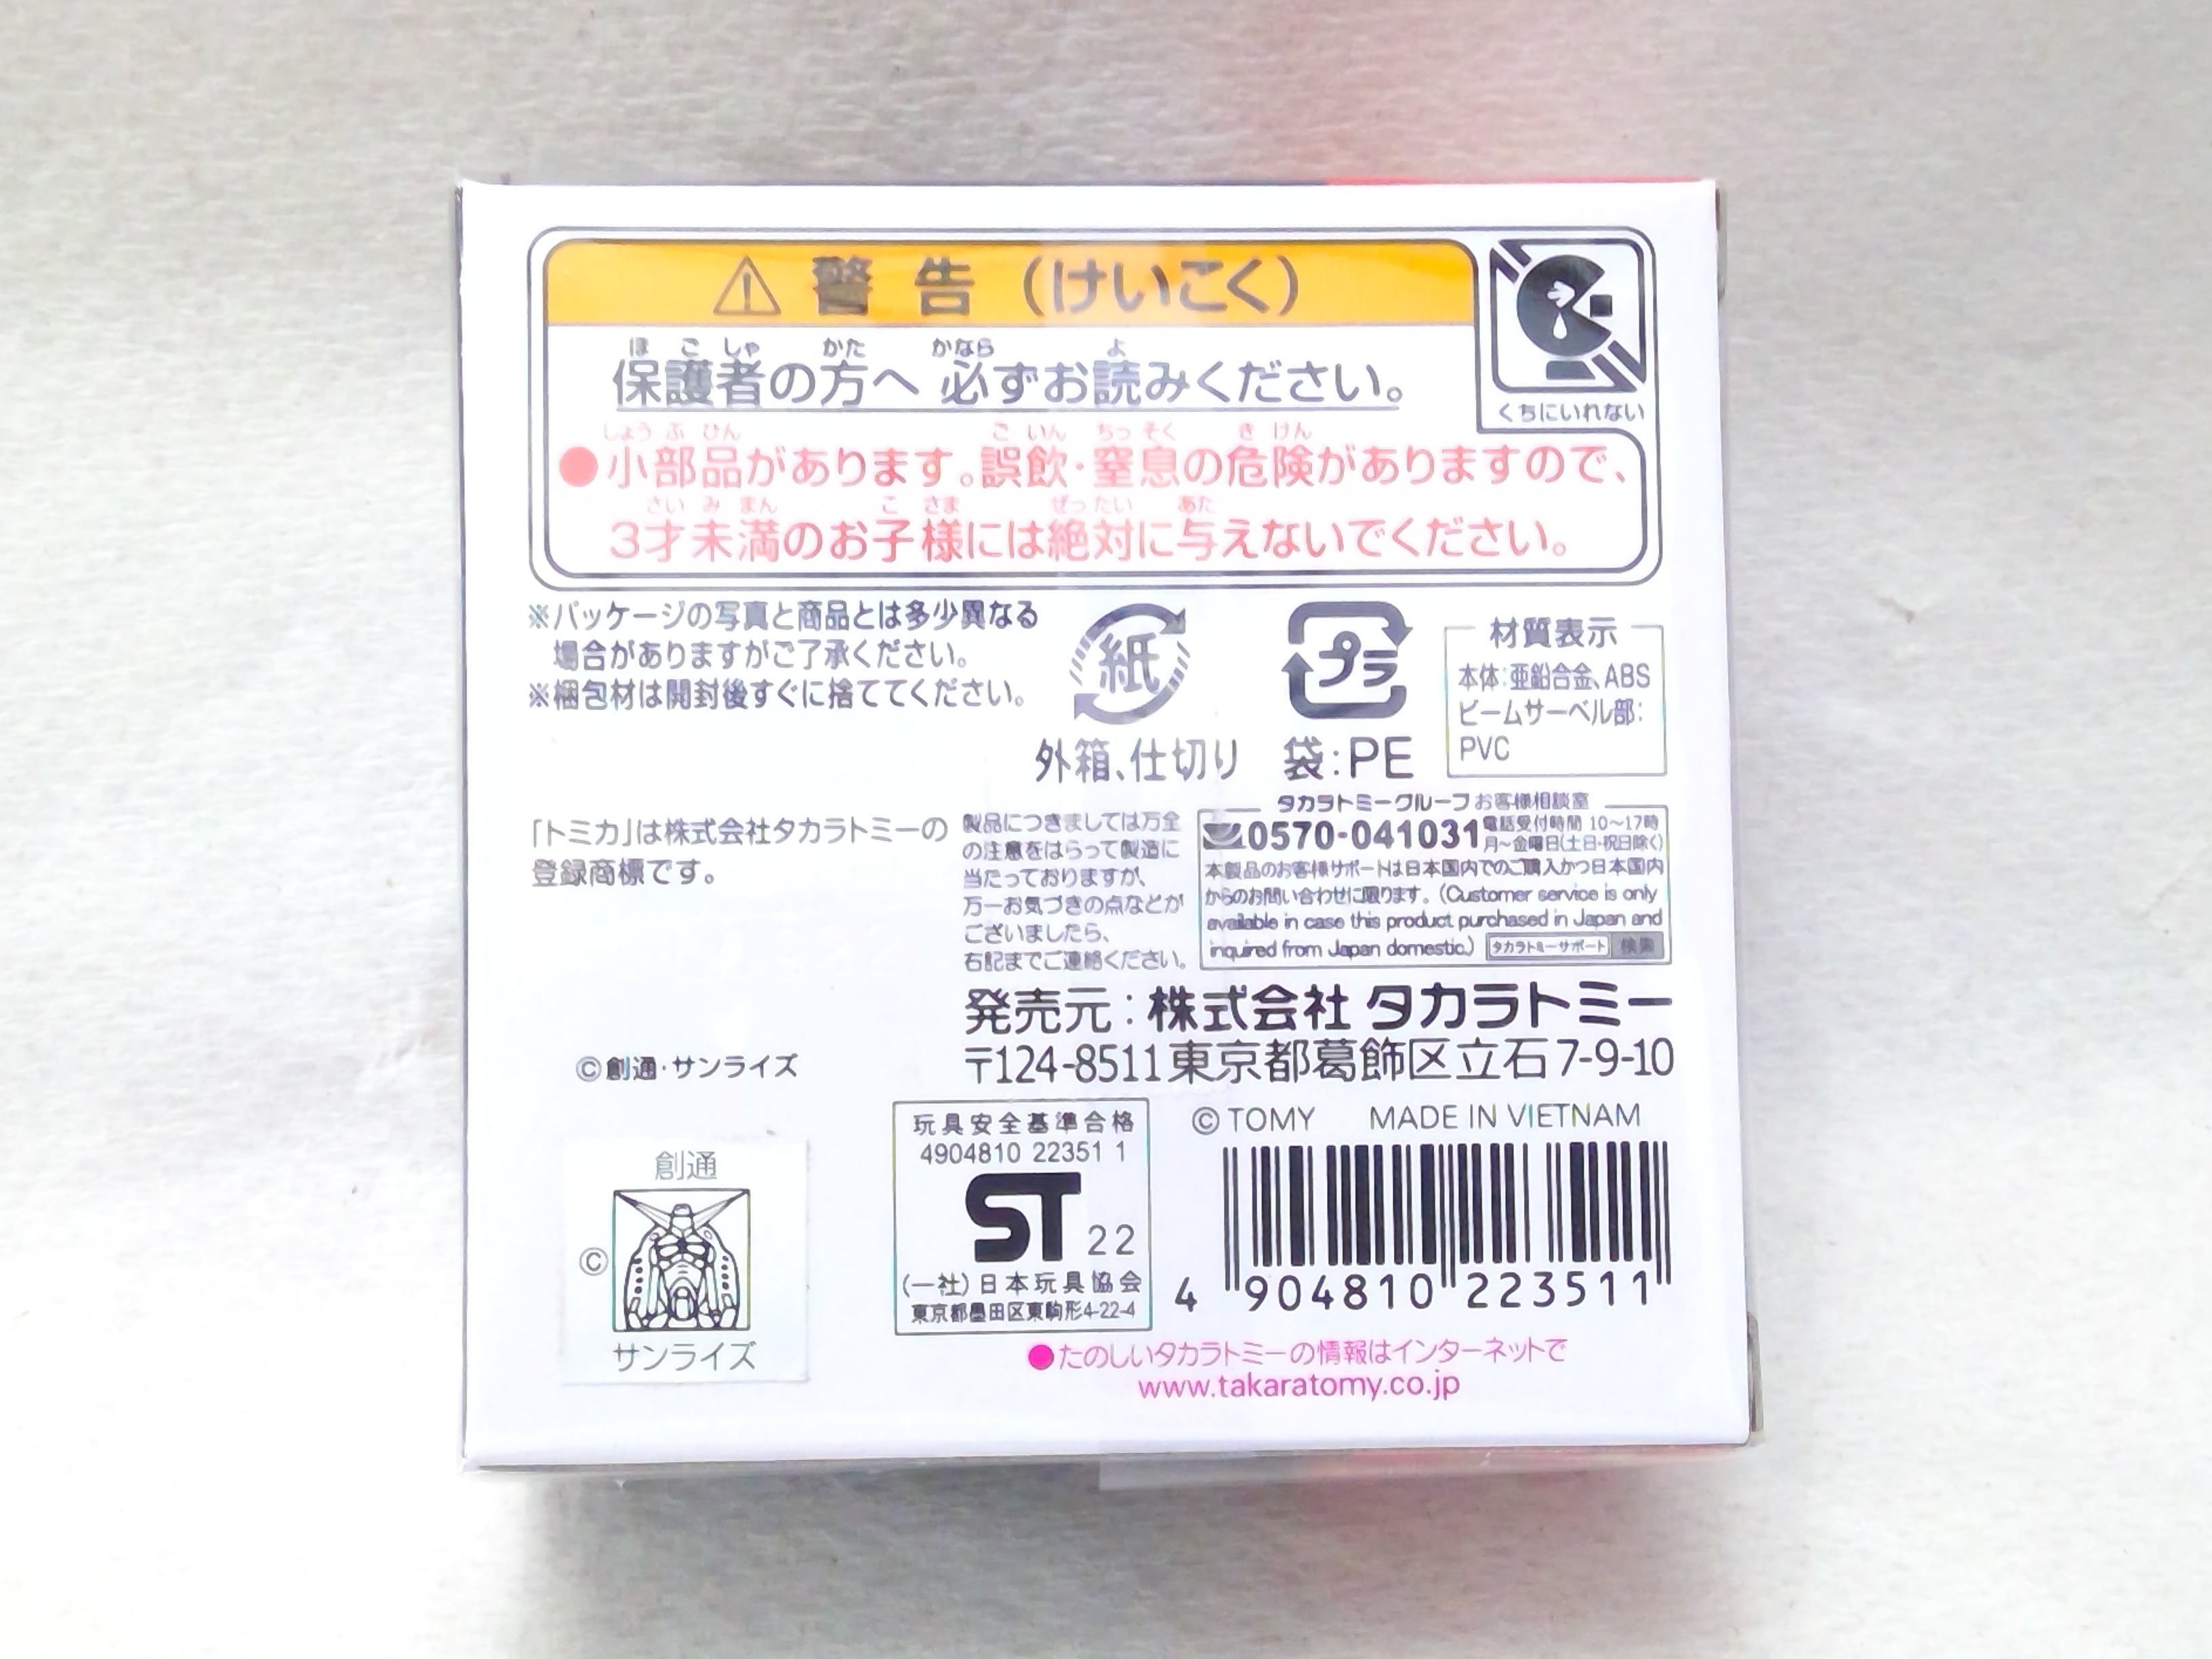 警告（けいこく）
ほ ご しゃ かた かなら よ
保護者の方へ 必ずお読みください。
くちにいれない
しょう ぶ ひん ご いん ちっ そく き けん
●小部品があります。誤飲・窒息の危険がありますので、
さい み まん こ さま ぜっ たい あた
3才未満のお子様には絶対に与えないでください。
※パッケージの写真と商品とは多少異なる
場合がありますがご了承ください。
※梱包材は開封後すぐに捨ててください。
紙
外箱、仕切り
プラ
袋:PE
材質表示
本体:亜鉛合金、ABS
ビームサーベル部:
PVC
「トミカ」は株式会社タカラトミーの
登録商標です。
製品につきましては万全
の注意をはらって製造に
当たっておりますが、
万一お気づきの点などが
ございましたら、
右記までご連絡ください。
タカラトミーグループお客様相談室
0570-041031 電話受付時間 10〜17時
月〜金曜日(土日・祝日除く)
本製品のお客様サポートは日本国内でのご購入かつ日本国内
からのお問い合わせに限ります。(Customer service is only
available in case this product purchased in Japan and
inquired from Japan domestic.) タカラトミーサポート 検索
発売元:株式会社 タカラトミー
〒124-8511東京都葛飾区立石7-9-10
©創通・サンライズ
創通
©
サンライズ
玩具安全基準合格
4904810 22351 1
ST 22
(一社)日本玩具協会
東京都墨田区東駒形4-22-4
© TOMY MADE IN VIETNAM
4 904810 223511
●たのしいタカラトミーの情報はインターネットで
www.takaratomy.co.jp